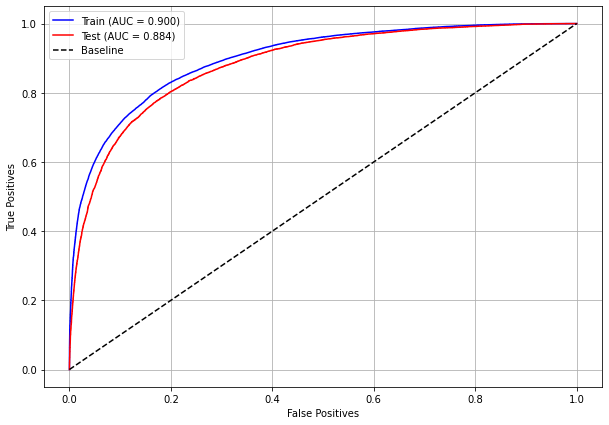 Train (AUC = 0.900)
Test (AUC = 0.884)
Baseline
1.0
0.8
0.6
0.4
0.2
0.0
True Positives
0.0 0.2 0.4 0.6 0.8 1.0
False Positives